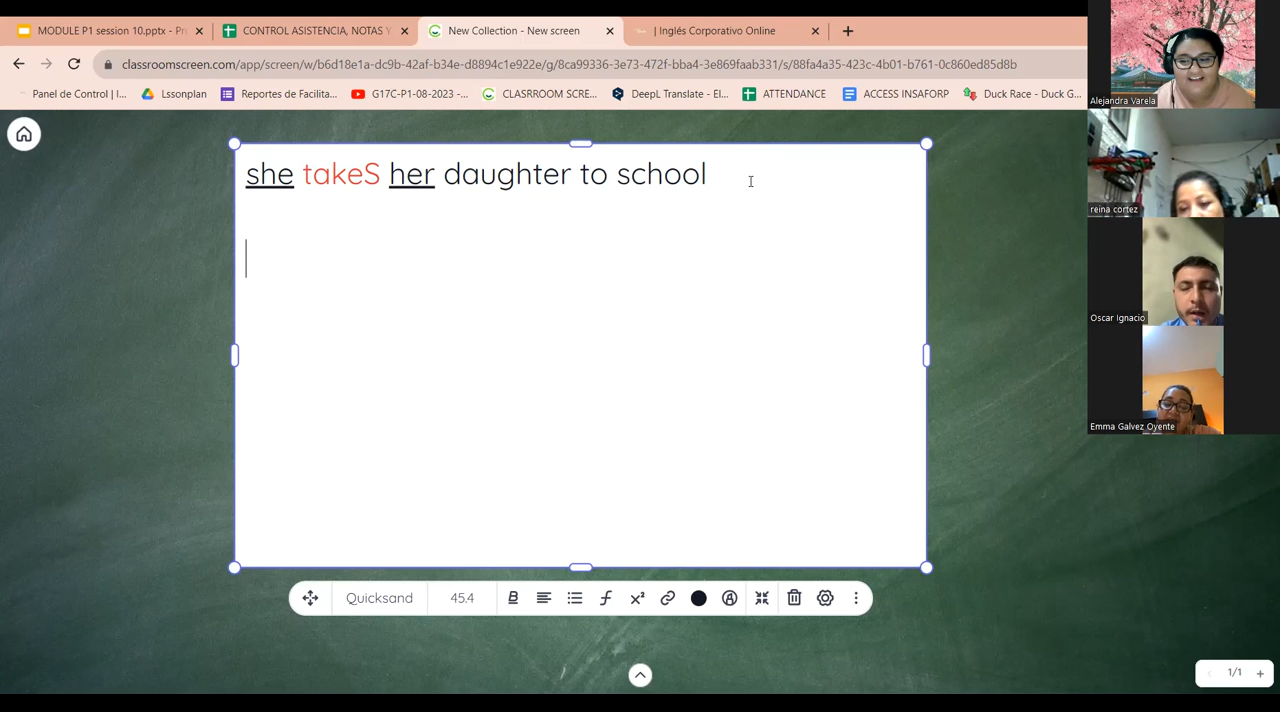 MODULE P1 session 10.pptx - Pr
CONTROL ASISTENCIA, NOTAS Y
New Collection - New screen
| Inglés Corporativo Online
classroomscreen.com/app/screen/w/b6d18e1a-dc9b-42af-b34e-d8894c1e922e/g/8ca99336-3e73-472f-bba4-3e869faab331/s/88fa4a35-423c-4b01-b761-0c860ed85d8b
Panel de Control | I...
Lssonplan
Reportes de Facilita...
G17C-P1-08-2023 -...
CLASSROOM SCRE...
DeepL Translate - El...
ATTENDANCE
ACCESS INSAFORP
Duck Race - Duck G...
Alejandra Varela
she takeS her daughter to school
reina cortez
Oscar Ignacio
Emma Galvez Oyente
Quicksand
45.4
B
1/1